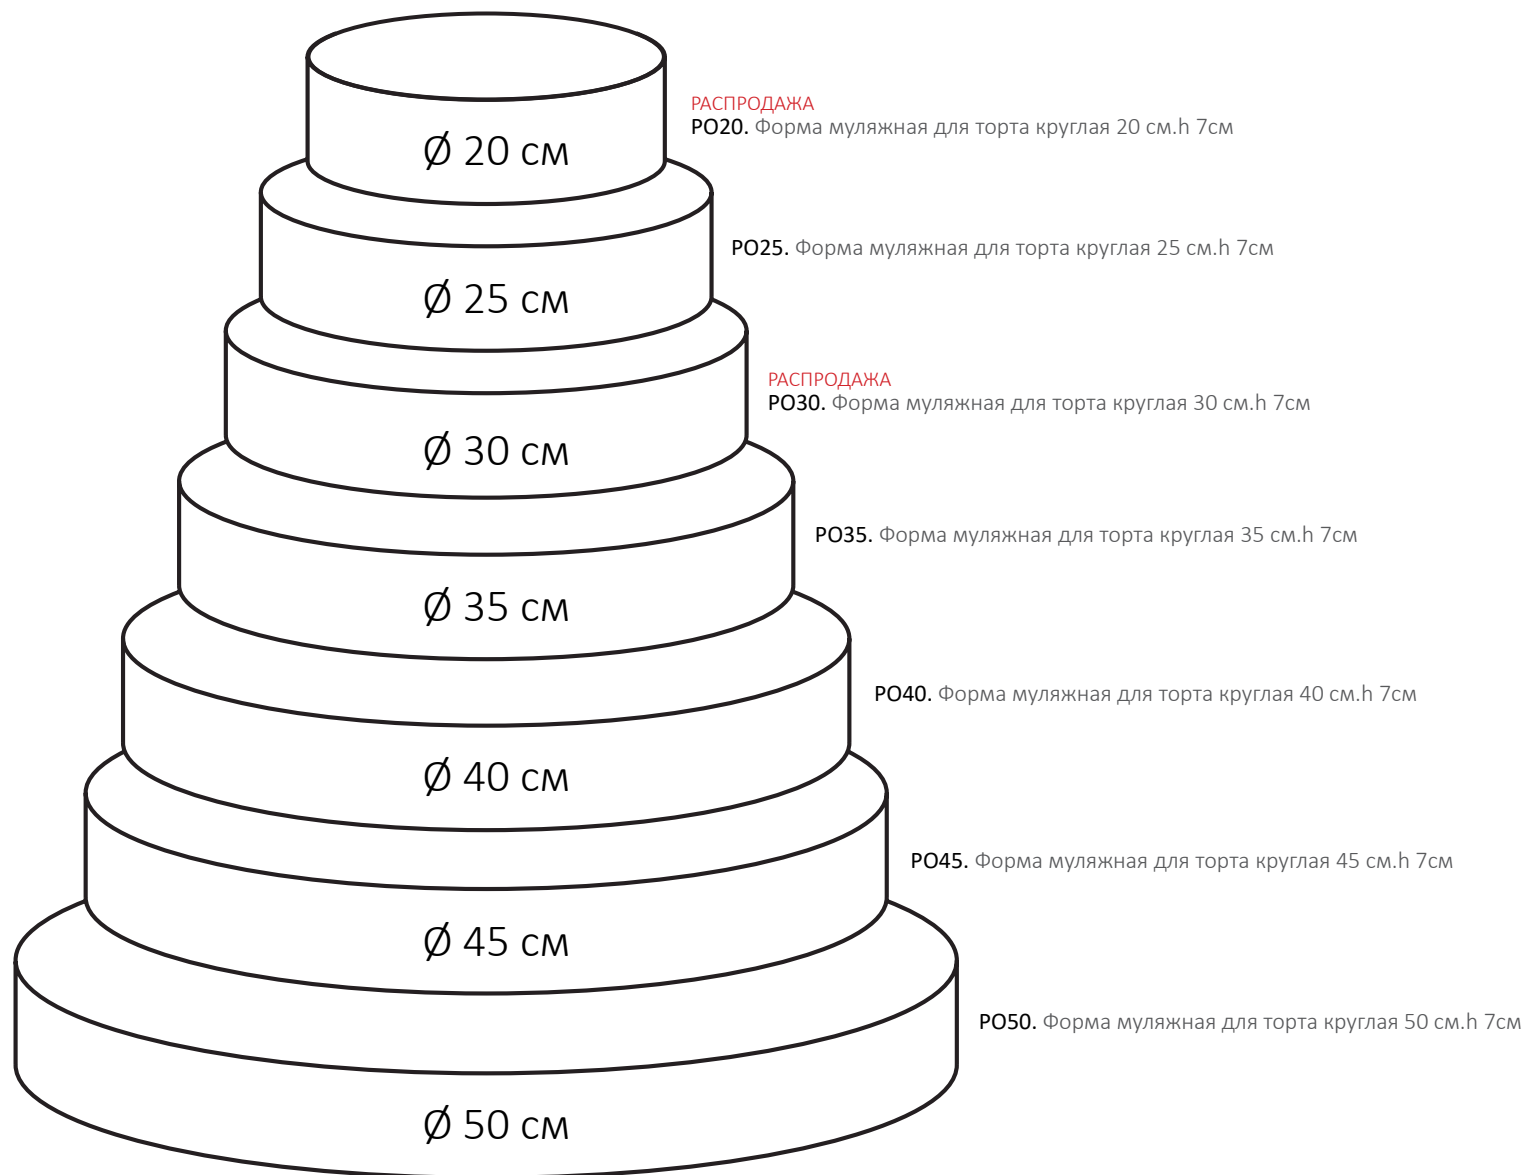 РАСПРОДАЖА
РО20. Форма муляжная для торта круглая 20 см.h 7см
Ø 20 см
РО25. Форма муляжная для торта круглая 25 см.h 7см
Ø 25 см
РАСПРОДАЖА
РО30. Форма муляжная для торта круглая 30 см.h 7см
Ø 30 см
РО35. Форма муляжная для торта круглая 35 см.h 7см
Ø 35 см
РО40. Форма муляжная для торта круглая 40 см.h 7см
Ø 40 см
РО45. Форма муляжная для торта круглая 45 см.h 7см
Ø 45 см
РО50. Форма муляжная для торта круглая 50 см.h 7см
Ø 50 см